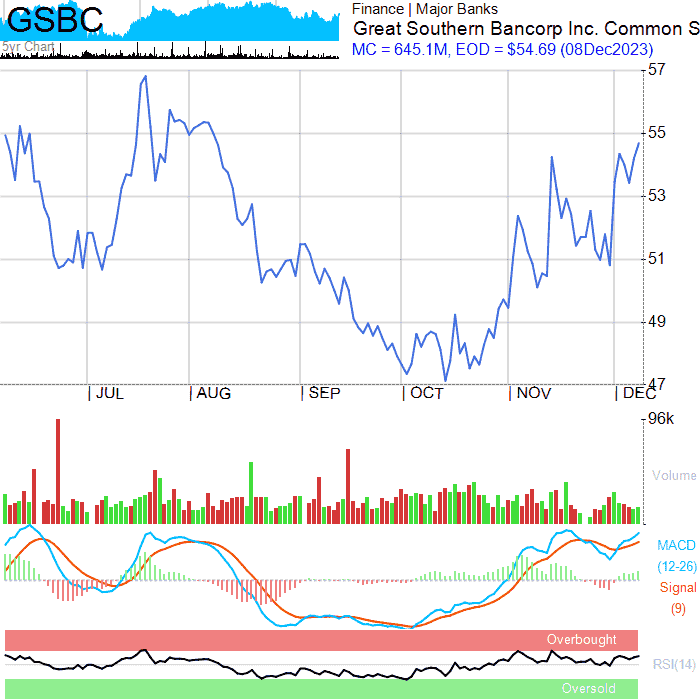 GSBC
5yr Chart
Finance | Major Banks
Great Southern Bancorp Inc. Common S
MC = 645.1M, EOD = $54.69 (08Dec2023)
57
55
53
51
49
47
JUL AUG SEP OCT NOV DEC
96k
Volume
MACD
(12-26)
Signal
(9)
Overbought
RSI(14)
Oversold